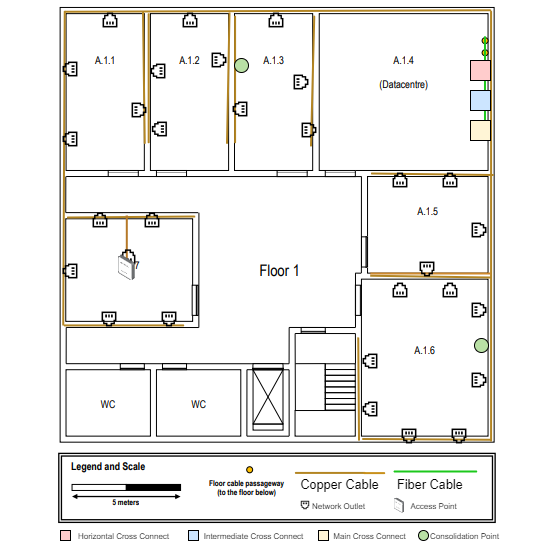 A.1.1
A.1.2
A.1.3
A.1.4
(Datacentre)
A.1.5
7
Floor 1
A.1.6
WC
WC
Legend and Scale
5 meters
Floor cable passageway
(to the floor below)
Copper Cable
Fiber Cable
Network Outlet
Access Point
Horizontal Cross Connect
Intermediate Cross Connect
Main Cross Connect
Consolidation Point